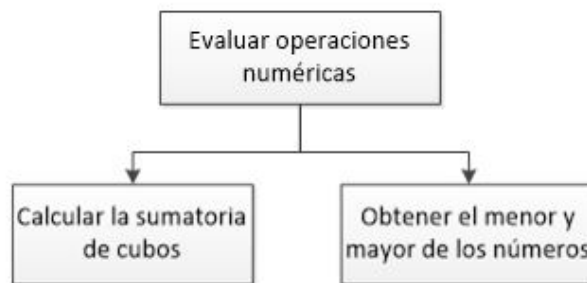 Evaluar operaciones
numéricas
Calcular la sumatoria
de cubos
Obtener el menor y
mayor de los números